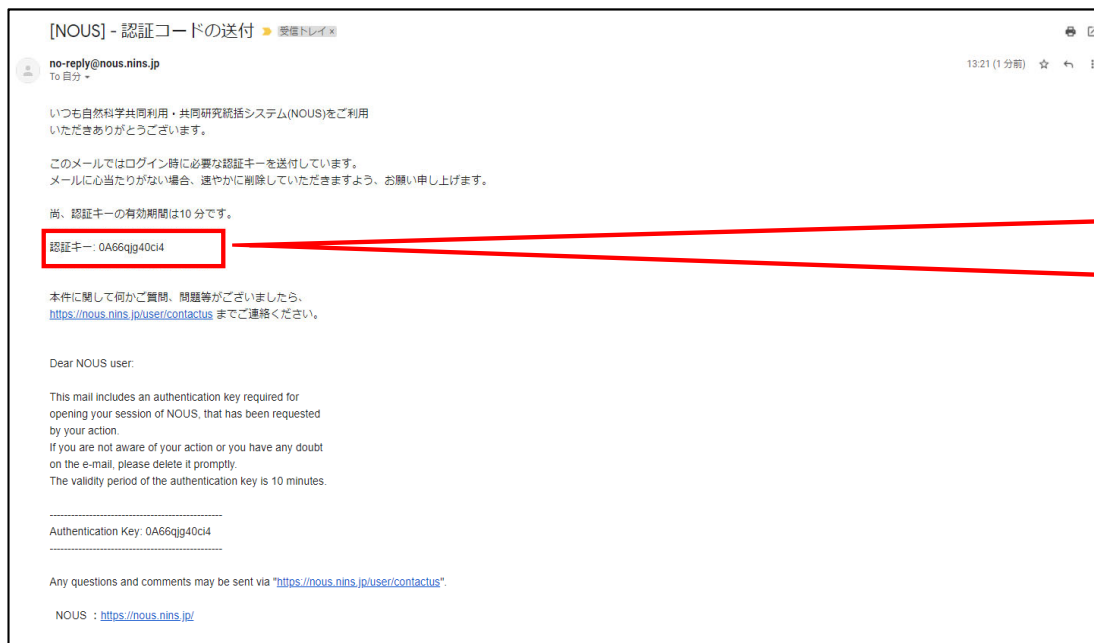 [NOUS] - 認証コードの送付 受信トレイ ×
no-reply@nous.nins.jp 13:21 (1 分前)
To 自分
いつも自然科学共同利用・共同研究統括システム(NOUS)をご利用
いただきありがとうございます。
このメールではログイン時に必要な認証キーを送付しています。
メールに心当たりがない場合、速やかに削除していただきますよう、お願い申し上げます。
尚、認証キーの有効期間は10 分です。
認証キー: 0A66qjg40ci4
本件に関して何かご質問、問題等がございましたら、
https://nous.nins.jp/user/contactus までご連絡ください。
Dear NOUS user:
This mail includes an authentication key required for
opening your session of NOUS, that has been requested
by your action.
If you are not aware of your action or you have any doubt
on the e-mail, please delete it promptly.
The validity period of the authentication key is 10 minutes.
------------------------------------------------
Authentication Key: 0A66qjg40ci4
------------------------------------------------
Any questions and comments may be sent via "https://nous.nins.jp/user/contactus".
NOUS : https://nous.nins.jp/